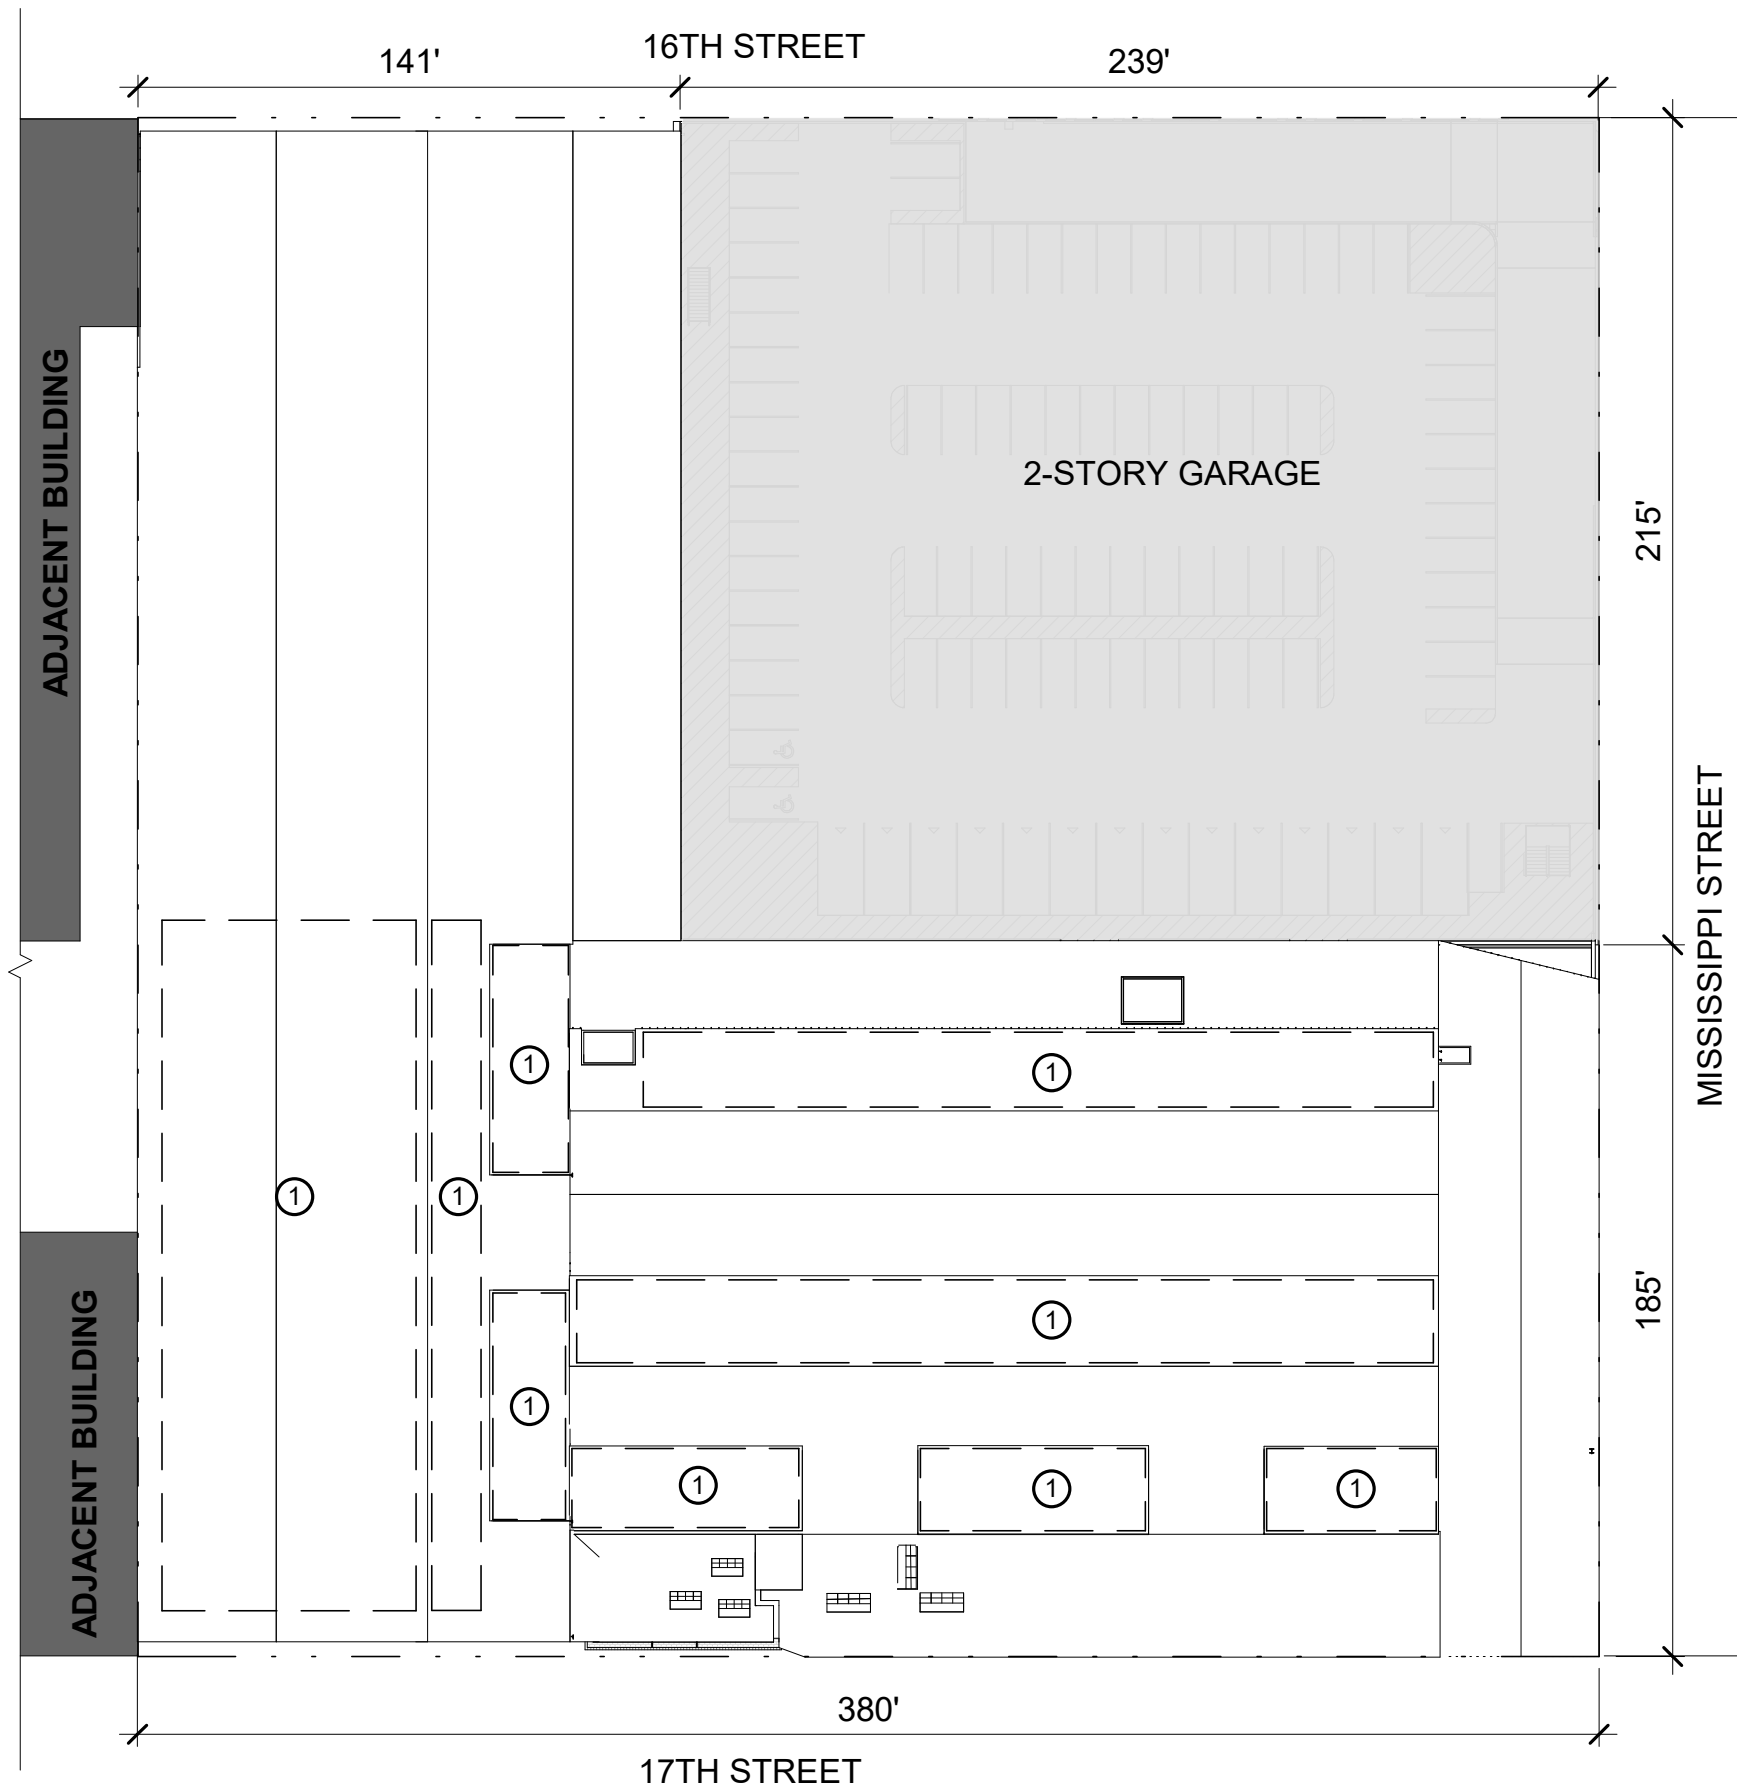 16TH STREET
141'
239'
ADJACENT BUILDING
2-STORY GARAGE
215'
MISSISSIPPI STREET
1
1
1
1
185'
1
1
1
1
1
ADJACENT BUILDING
380'
17TH STREET